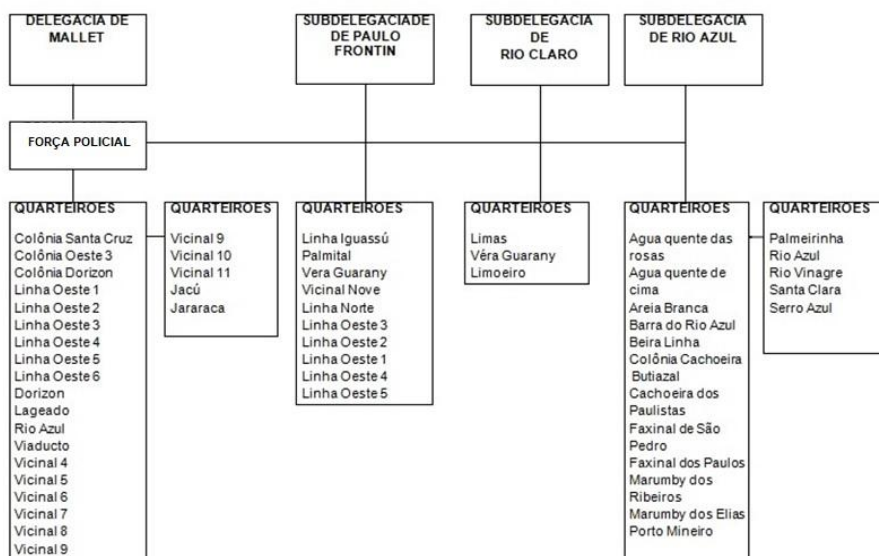 DELEGACIA DE
MALLET
SUBDELEGACIADE
DE PAULO
FRONTIN
SUBDELEGACIA
DE
RIO CLARO
SUBDELEGACIA
DE RIO AZUL
FORÇA POLICIAL
QUARTEIROES
Colônia Santa Cruz
Colônia Oeste 3
Colônia Dorizon
Linha Oeste 1
Linha Oeste 2
Linha Oeste 3
Linha Oeste 4
Linha Oeste 5
Linha Oeste 6
Dorizon
Lageado
Rio Azul
Viaducto
Vicinal 4
Vicinal 5
Vicinal 6
Vicinal 7
Vicinal 8
Vicinal 9
QUARTEIROES
Vicinal 9
Vicinal 10
Vicinal 11
Jacú
Jararaca
QUARTEIROES
Linha Iguassú
Palmital
Vera Guarany
Vicinal Nove
Linha Norte
Linha Oeste 3
Linha Oeste 2
Linha Oeste 1
Linha Oeste 4
Linha Oeste 5
QUARTEIROES
Limas
Véra Guarany
Limoeiro
QUARTEIROES
Agua quente das
rosas
Agua quente de
cima
Areia Branca
Barra do Rio Azul
Beira Linha
Colônia Cachoeira
Butiazal
Cachoeira dos
Paulistas
Faxinal de São
Pedro
Faxinal dos Paulos
Marumby dos
Ribeiros
Marumby dos Elias
Porto Mineiro
QUARTEIROES
Palmeirinha
Rio Azul
Rio Vinagre
Santa Clara
Serro Azul